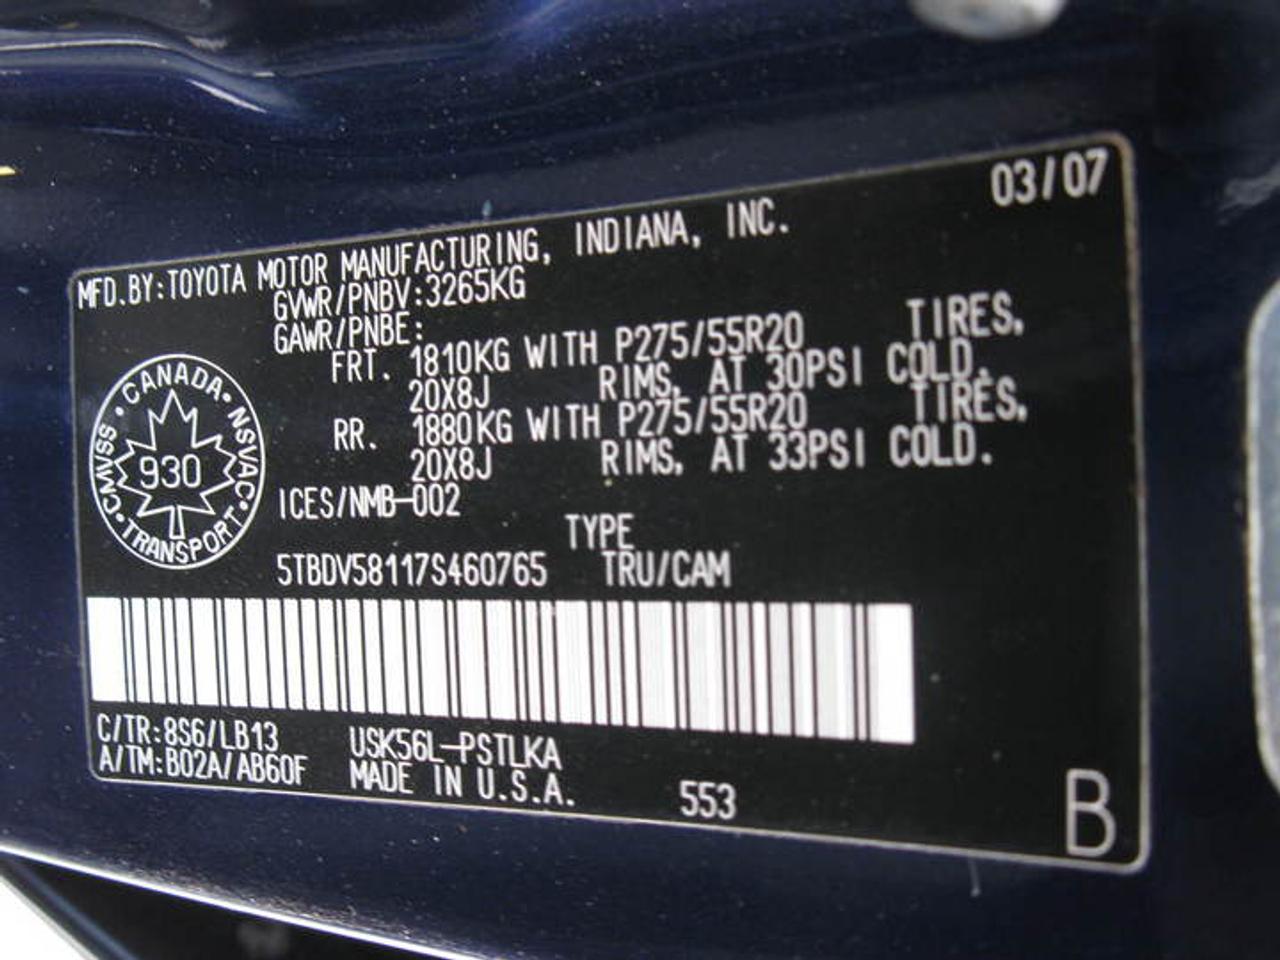 03/07
MFD.BY:TOYOTA MOTOR MANUFACTURING, INDIANA, INC.
GVWR/PNBV:3265KG
GAWR/PNBE:
FRT. 1810KG WITH P275/55R20 TIRES,
20X8J RIMS, AT 30PSI COLD.
RR. 1880KG WITH P275/55R20 TIRES,
20X8J RIMS, AT 33PSI COLD.
ICES/NMB-002
CANADA · NSVAC · TRANSPORT · CMVSS ·
930
TYPE
5TBDV58117S460765 TRU/CAM
C/TR:8S6/LB13 USK56L-PSTLKA
A/TM:B02A/AB60F MADE IN U.S.A.
553
B